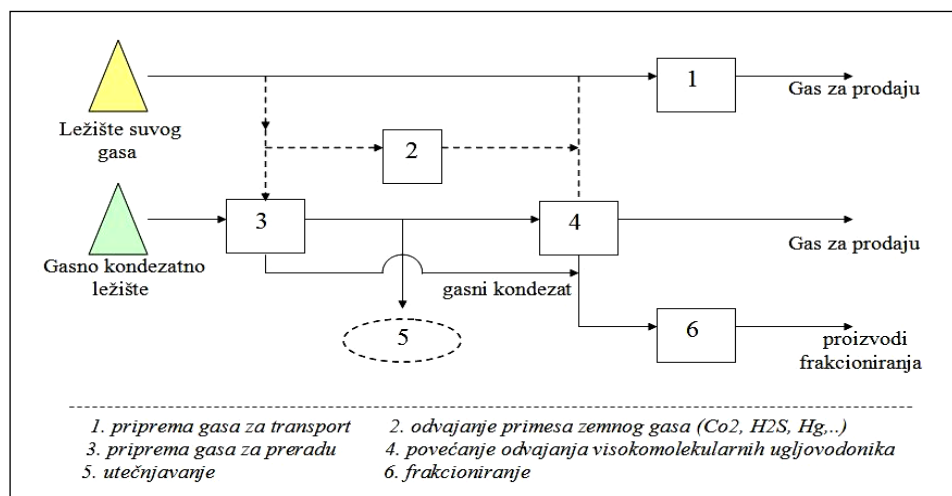 1
Gas za prodaju
Ležište suvog
gasa
2
3
4
Gas za prodaju
Gasno kondezatno
ležište
gasni kondezat
5
6
proizvodi
frakcioniranja
1. priprema gasa za transport
2. odvajanje primesa zemnog gasa (Co2, H2S, Hg,..)
3. priprema gasa za preradu
4. povećanje odvajanja visokomolekularnih ugljovodonika
5. utečnjavanje
6. frakcioniranje